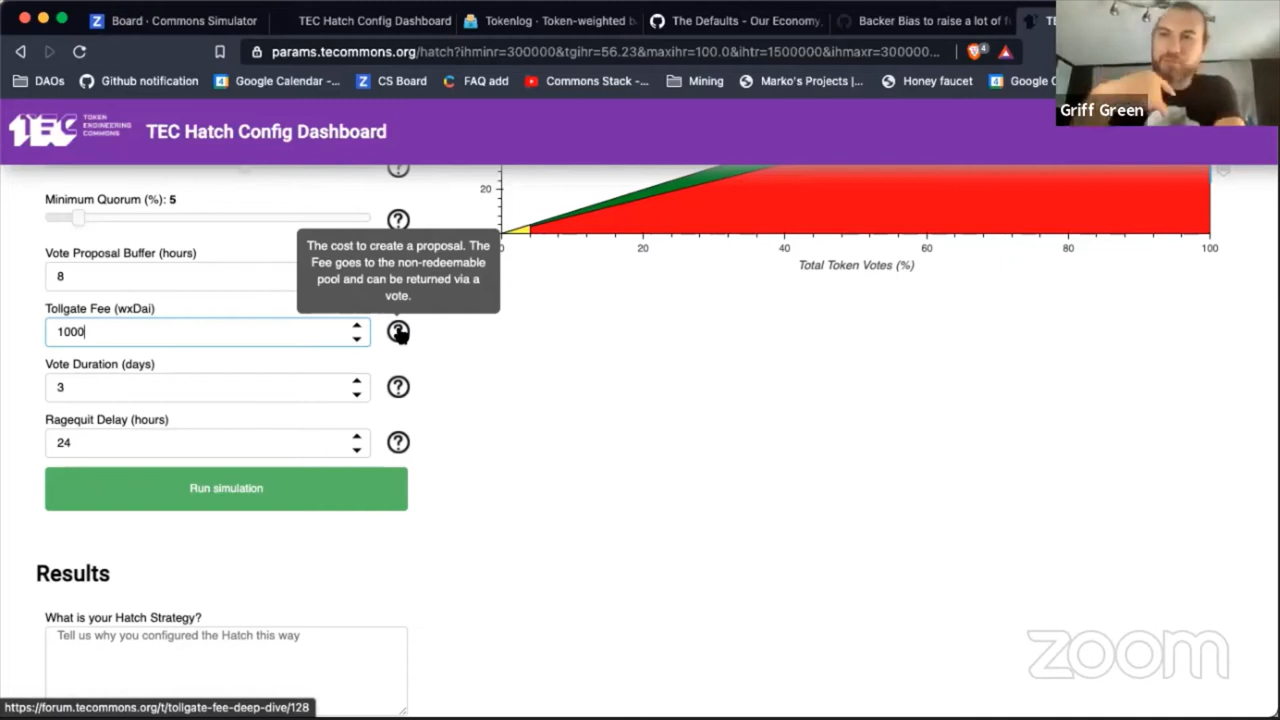 Board · Commons Simulator
TEC Hatch Config Dashboard
Tokenlog · Token-weighted b
The Defaults - Our Economy,
Backer Bias to raise a lot of f
TE
params.tecommons.org/hatch?ihminr=300000&tgihr=56.23&maxihr=100.0&ihtr=1500000&ihmaxr=300000...
4
DAOs
Github notification
Google Calendar -...
CS Board
FAQ add
Commons Stack -...
Mining
Marko's Projects |...
Honey faucet
Google C
Griff Green
TEC
TOKEN
ENGINEERING
COMMONS
TEC Hatch Config Dashboard
Minimum Quorum (%): 5
?
Vote Proposal Buffer (hours)
8
The cost to create a proposal. The
Fee goes to the non-redeemable
pool and can be returned via a
vote.
Tollgate Fee (wxDai)
1000
Vote Duration (days)
3
?
Ragequit Delay (hours)
24
?
Run simulation
20
0
20
40
60
80
100
Total Token Votes (%)
Results
What is your Hatch Strategy?
Tell us why you configured the Hatch this way
zoom
https://forum.tecommons.org/t/tollgate-fee-deep-dive/128